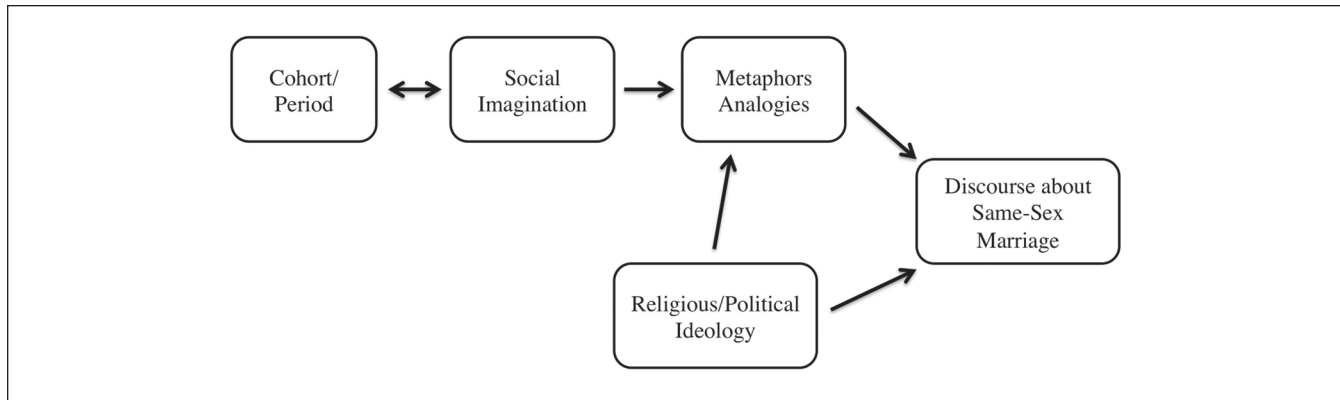 Cohort/
Period
Social
Imagination
Metaphors
Analogies
Discourse about
Same-Sex
Marriage
Religious/Political
Ideology